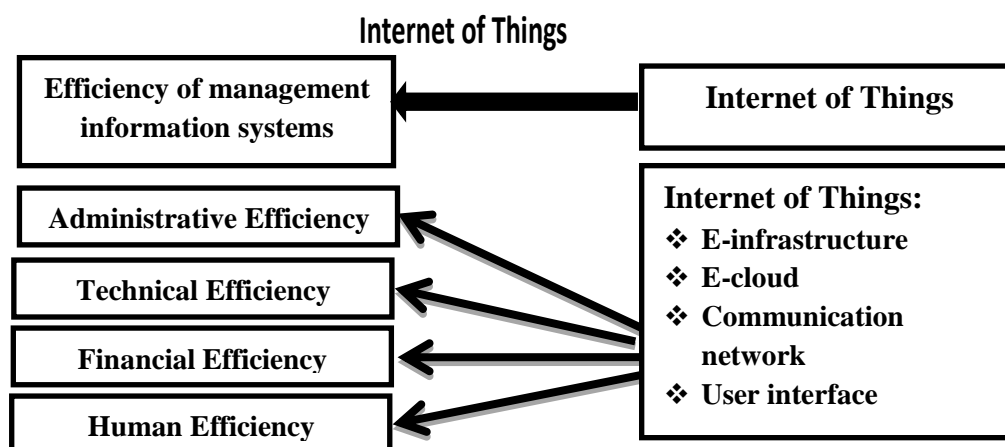 Internet of Things
Efficiency of management
information systems
Internet of Things
Administrative Efficiency
Technical Efficiency
Financial Efficiency
Human Efficiency
Internet of Things:
❖ E-infrastructure
❖ E-cloud
❖ Communication
network
❖ User interface